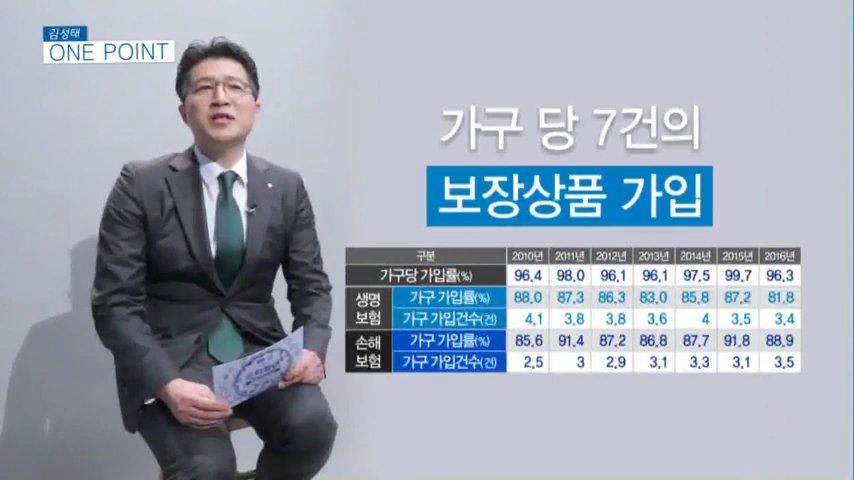 김성태
ONE POINT
가구 당 7건의
보장상품 가입
구분 2010년 2011년 2012년 2013년 2014년 2015년 2016년
가구당 가입률(%) 96.4 98.0 96.1 96.1 97.5 99.7 96.3
생명보험 가구 가입률(%) 88.0 87.3 86.3 83.0 85.8 87.2 81.8
가구 가입건수(건) 4.1 3.8 3.8 3.6 4 3.5 3.4
손해보험 가구 가입률(%) 85.6 91.4 87.2 86.8 87.7 91.8 88.9
가구 가입건수(건) 2.5 3 2.9 3.1 3.3 3.1 3.5